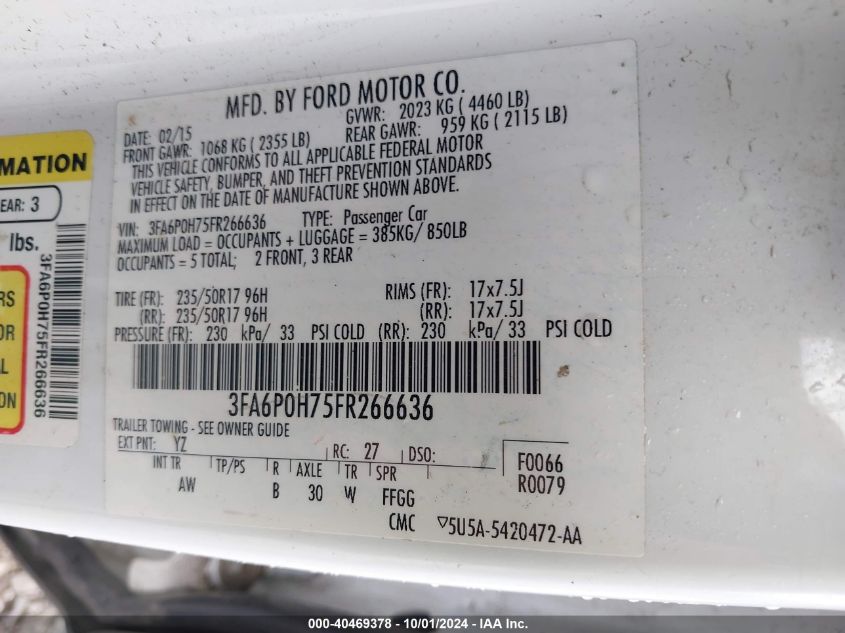 MFD. BY FORD MOTOR CO.
DATE: 02/15
GVWR: 2023 KG ( 4460 LB)
FRONT GAWR: 1068 KG ( 2355 LB)
REAR GAWR: 959 KG ( 2115 LB)
THIS VEHICLE CONFORMS TO ALL APPLICABLE FEDERAL MOTOR
VEHICLE SAFETY, BUMPER, AND THEFT PREVENTION STANDARDS
IN EFFECT ON THE DATE OF MANUFACTURE SHOWN ABOVE.
VIN: 3FA6P0H75FR266636 TYPE: Passenger Car
MAXIMUM LOAD = OCCUPANTS + LUGGAGE = 385KG/ 850LB
OCCUPANTS = 5 TOTAL; 2 FRONT, 3 REAR
TIRE (FR): 235/50R17 96H RIMS (FR): 17x7.5J
(RR): 235/50R17 96H (RR): 17x7.5J
PRESSURE (FR): 230 kPa/ 33 PSI COLD (RR): 230 kPa/ 33 PSI COLD
3FA6P0H75FR266636
TRAILER TOWING - SEE OWNER GUIDE
EXT PNT: YZ RC: 27 DSO:
INT TR TP/PS R AXLE TR SPR
AW B 30 W FFGG
F0066
R0079
CMC ▽5U5A-5420472-AA
MATION
EAR: 3
lbs.
3FA6P0H75FR266636
RS
OR
AL
ON
000-40469378 - 10/01/2024 - IAA Inc.